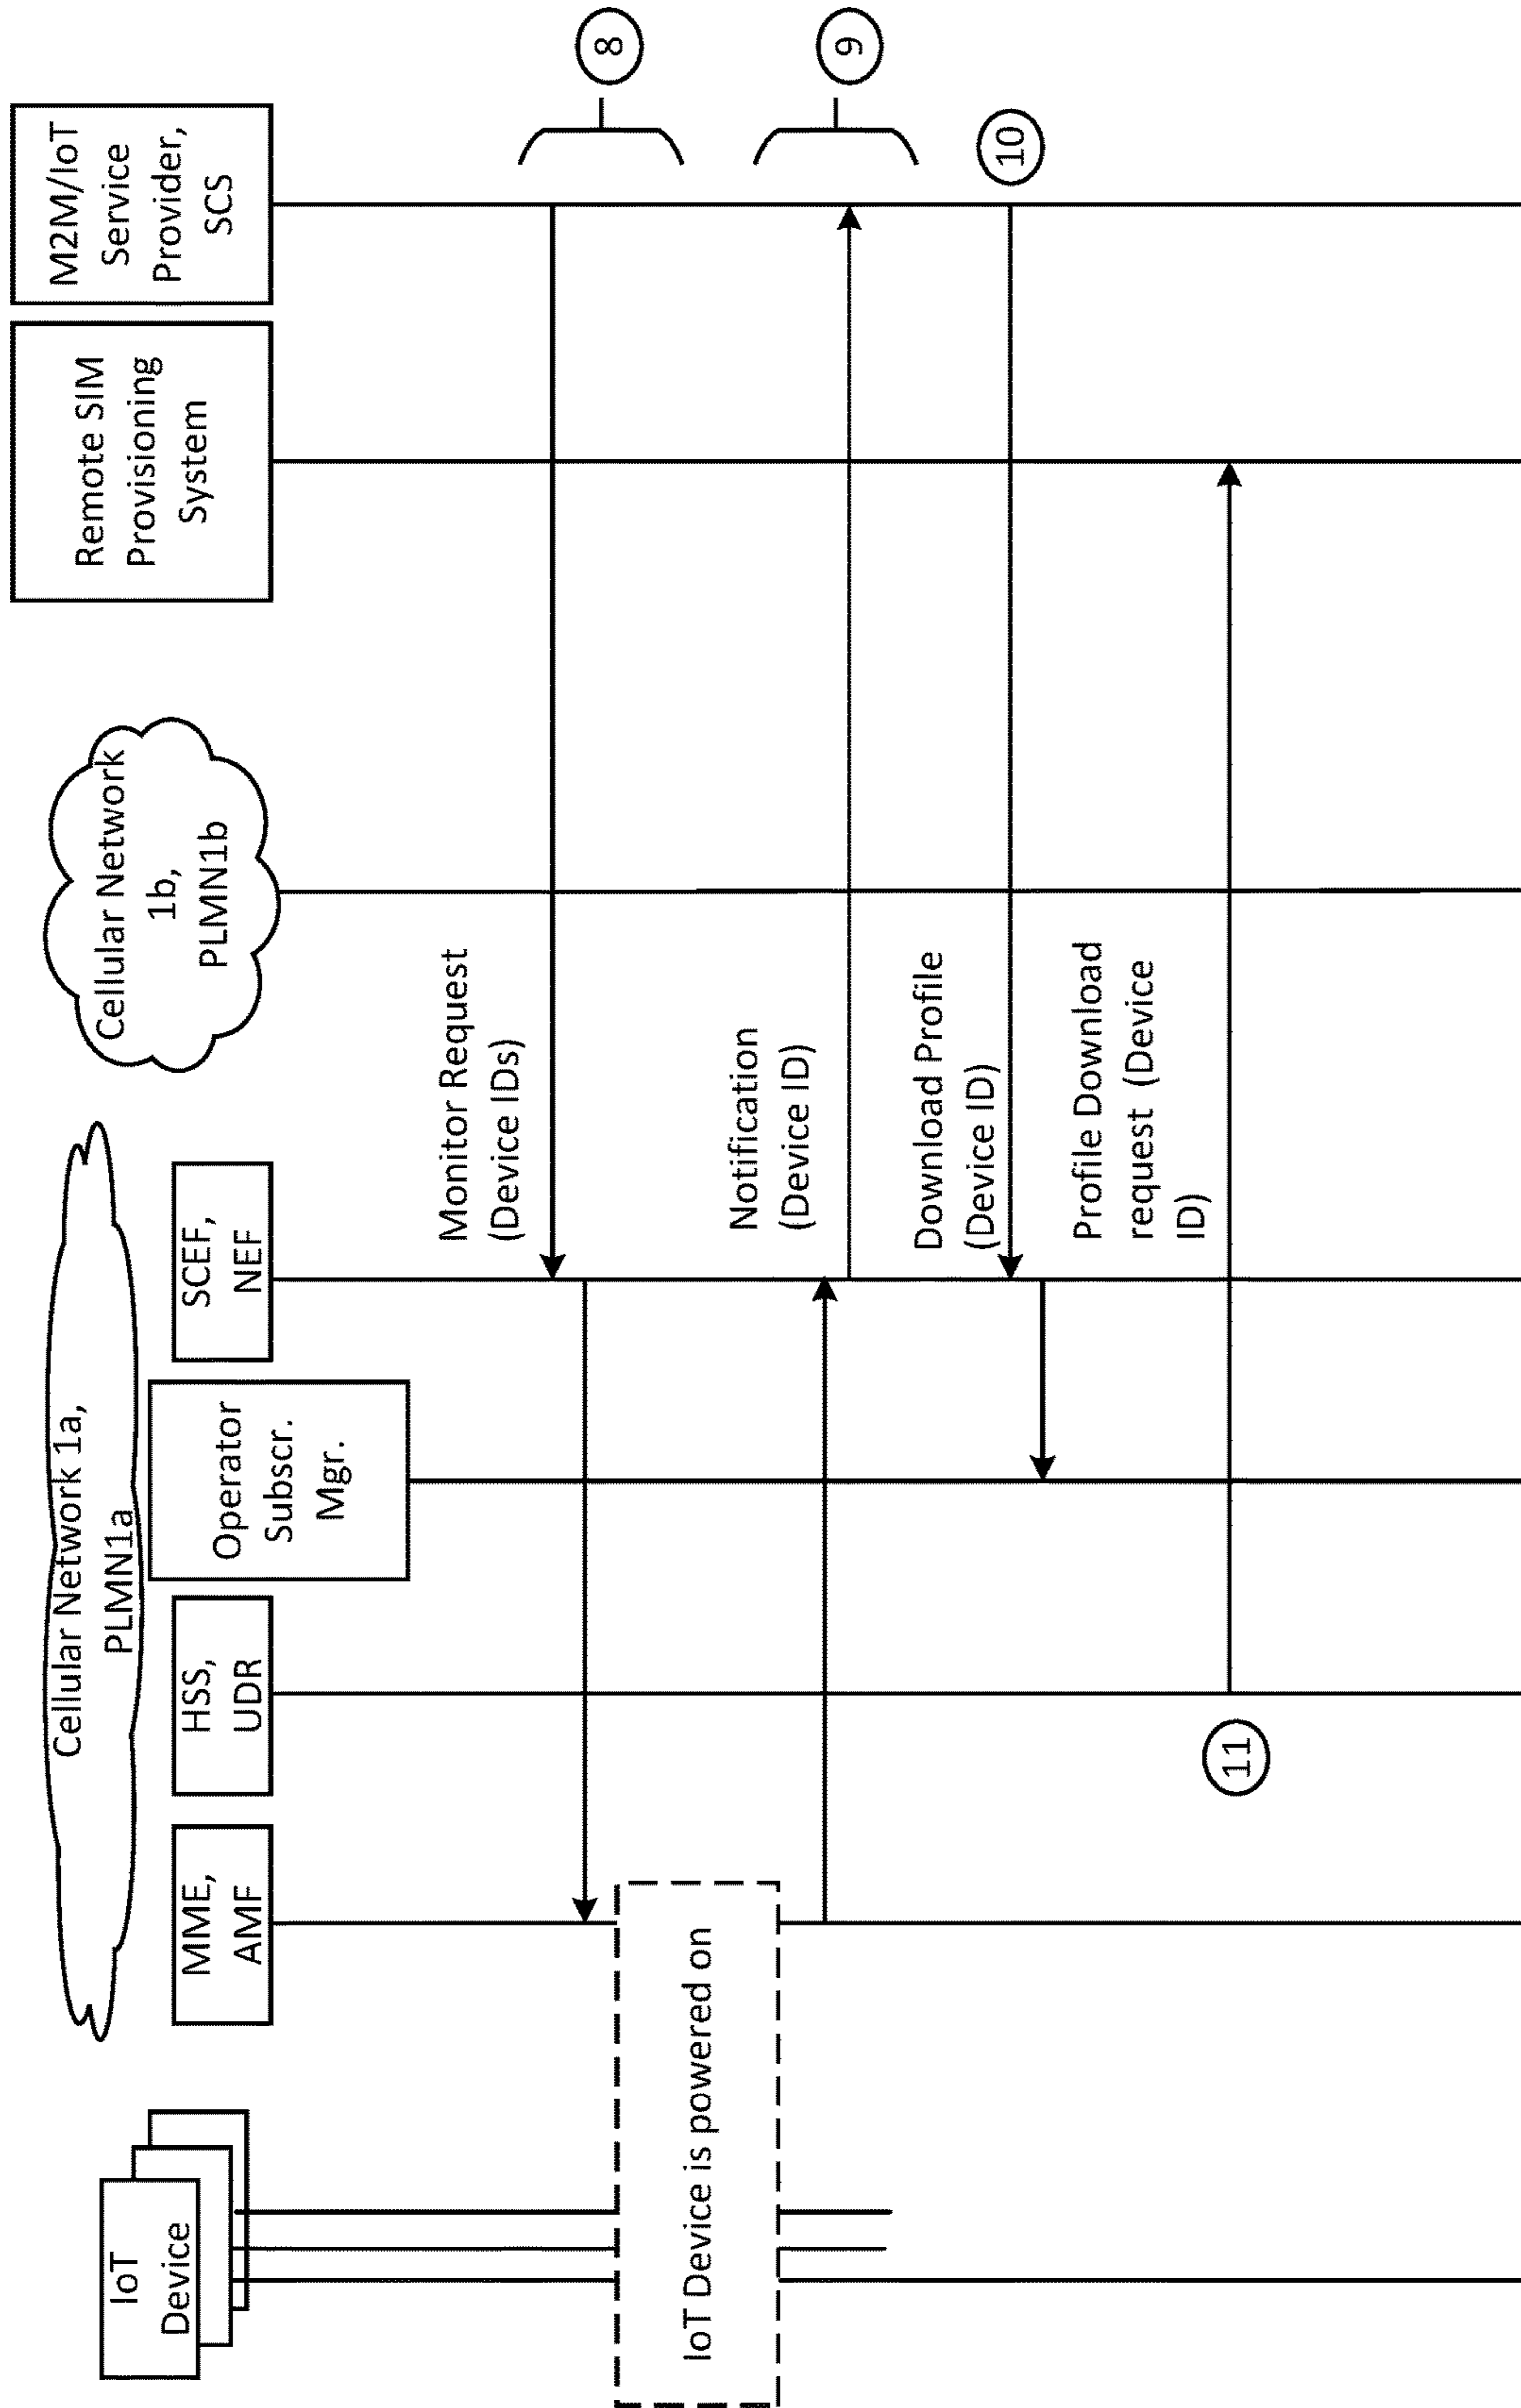 Cellular Network 1a,
PLMN1a
Cellular Network
1b,
PLMN1b
IoT
Device
MME,
AMF
HSS,
UDR
Operator
Subscr.
Mgr.
SCEF,
NEF
Remote SIM
Provisioning
System
M2M/IoT
Service
Provider,
SCS
Monitor Request
(Device IDs)
8
IoT Device is powered on
Notification
(Device ID)
9
Download Profile
(Device ID)
10
Profile Download
request (Device
ID)
11